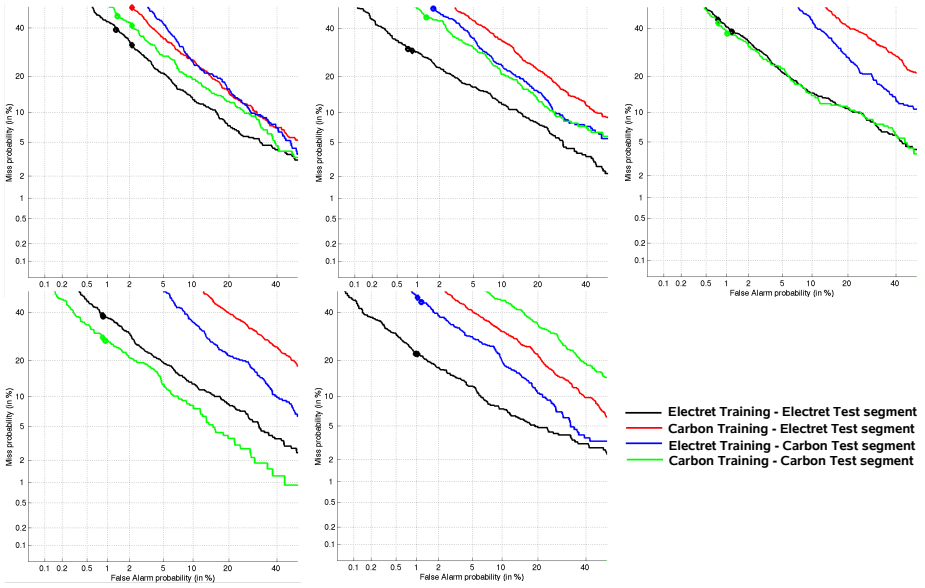 Miss probability (in %)
40
20
10
5
2
1
0.5
0.2
0.1
0.1 0.2 0.5 1 2 5 10 20 40
Miss probability (in %)
40
20
10
5
2
1
0.5
0.2
0.1
0.1 0.2 0.5 1 2 5 10 20 40
Miss probability (in %)
40
20
10
5
2
1
0.5
0.2
0.1
0.1 0.2 0.5 1 2 5 10 20 40
False Alarm probability (in %)
Miss probability (in %)
40
20
10
5
2
1
0.5
0.2
0.1
0.1 0.2 0.5 1 2 5 10 20 40
False Alarm probability (in %)
Miss probability (in %)
40
20
10
5
2
1
0.5
0.2
0.1
0.1 0.2 0.5 1 2 5 10 20 40
False Alarm probability (in %)
Electret Training - Electret Test segment
Carbon Training - Electret Test segment
Electret Training - Carbon Test segment
Carbon Training - Carbon Test segment